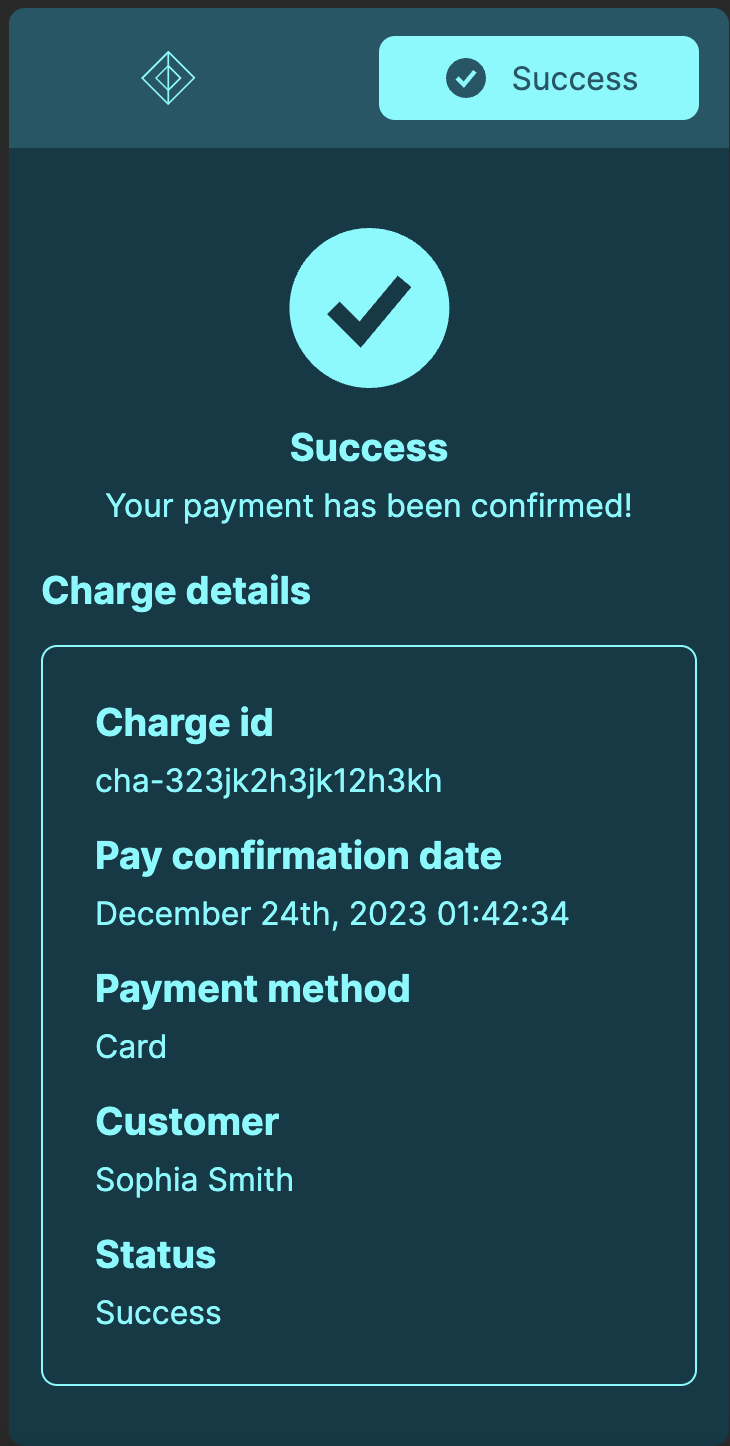 Success
Success
Your payment has been confirmed!
Charge details
Charge id
cha-323jk2h3jk12h3kh
Pay confirmation date
December 24th, 2023 01:42:34
Payment method
Card
Customer
Sophia Smith
Status
Success